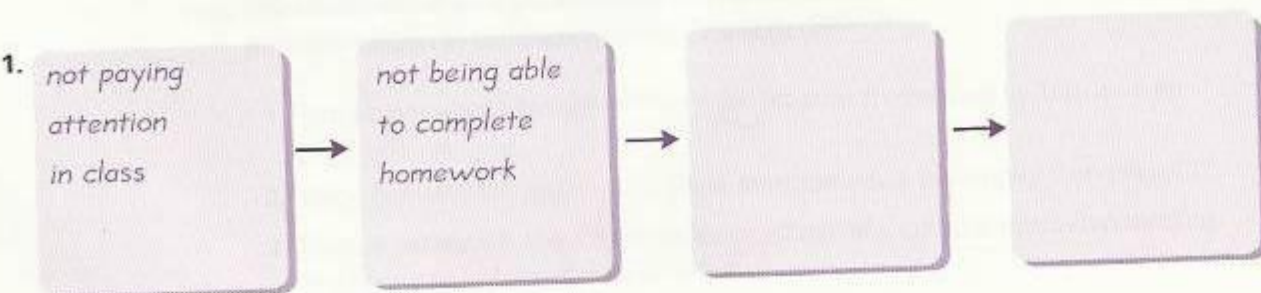 1.
not paying
attention
in class
not being able
to complete
homework